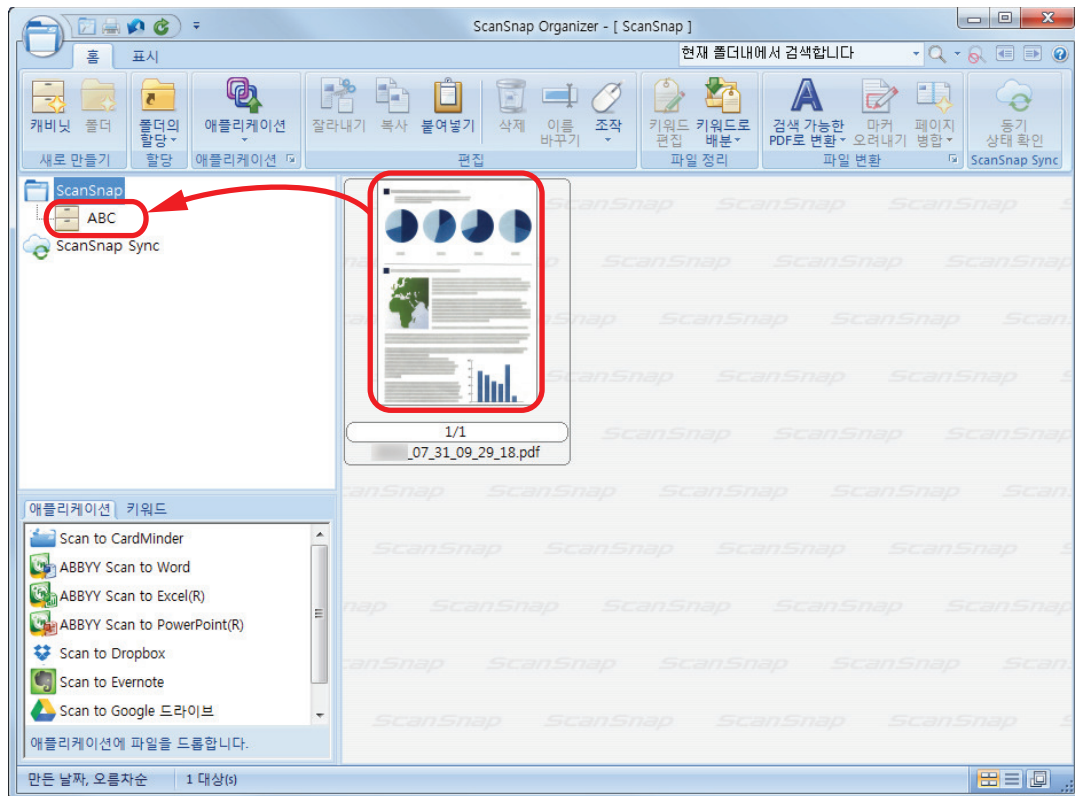 ScanSnap Organizer - [ ScanSnap ]
홈 표시
현재 폴더내에서 검색합니다
캐비닛 폴더 폴더의 할당 애플리케이션 잘라내기 복사 붙여넣기 삭제 이름 바꾸기 조작 키워드 편집 키워드로 배분 검색 가능한 PDF로 변환 마커 오려내기 페이지 병합 동기 상태 확인
새로 만들기 할당 애플리케이션 편집 파일 정리 파일 변환 ScanSnap Sync
ScanSnap
ABC
ScanSnap Sync
1/1
_07_31_09_29_18.pdf
애플리케이션 키워드
Scan to CardMinder
ABBYY Scan to Word
ABBYY Scan to Excel(R)
ABBYY Scan to PowerPoint(R)
Scan to Dropbox
Scan to Evernote
Scan to Google 드라이브
애플리케이션에 파일을 드롭합니다.
만든 날짜, 오름차순 1 대상(s)